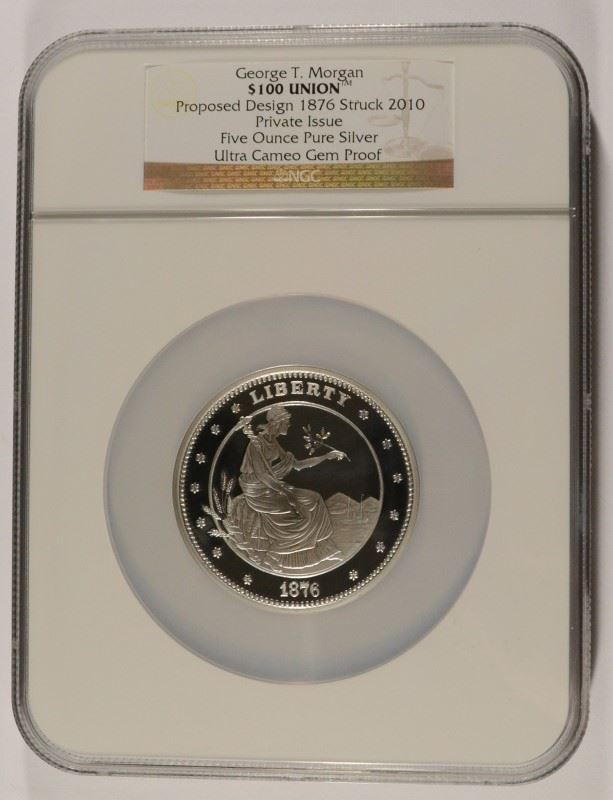 George T. Morgan
$100 UNION™
Proposed Design 1876 Struck 2010
Private Issue
Five Ounce Pure Silver
Ultra Cameo Gem Proof
NGC
LIBERTY
1876